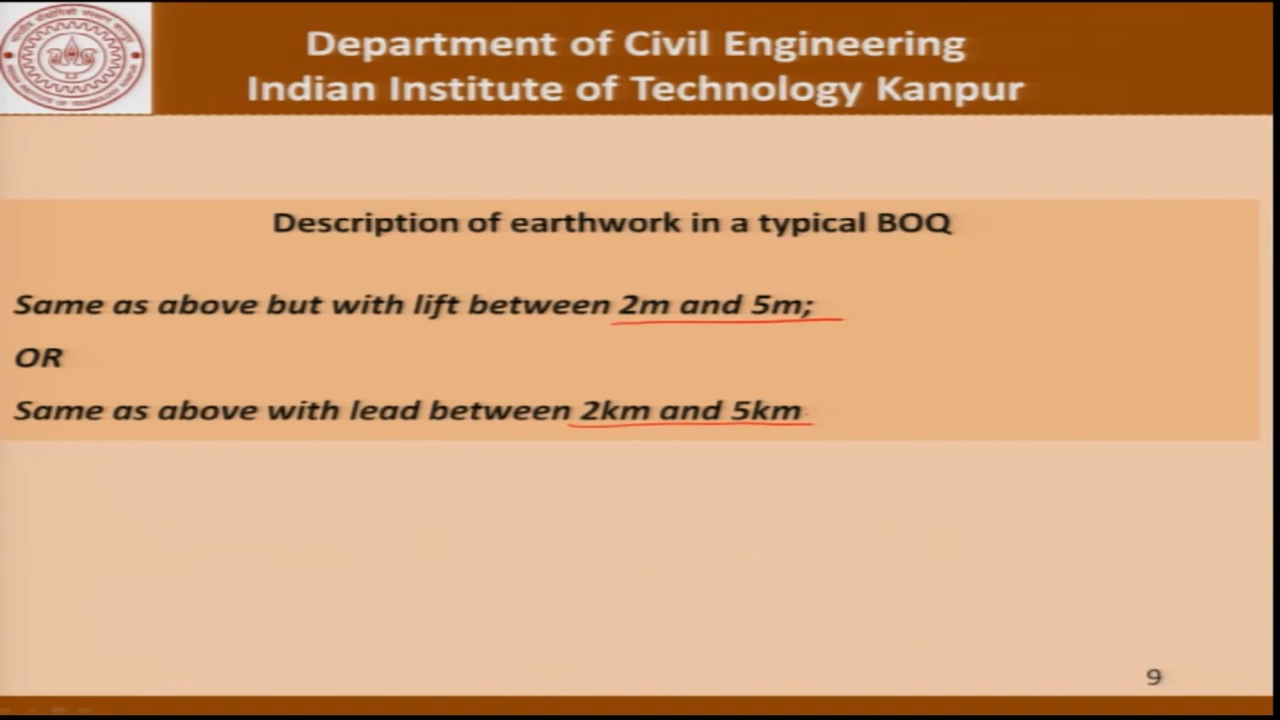 Department of Civil Engineering
Indian Institute of Technology Kanpur
Description of earthwork in a typical BOQ
Same as above but with lift between 2m and 5m;
OR
Same as above with lead between 2km and 5km
9